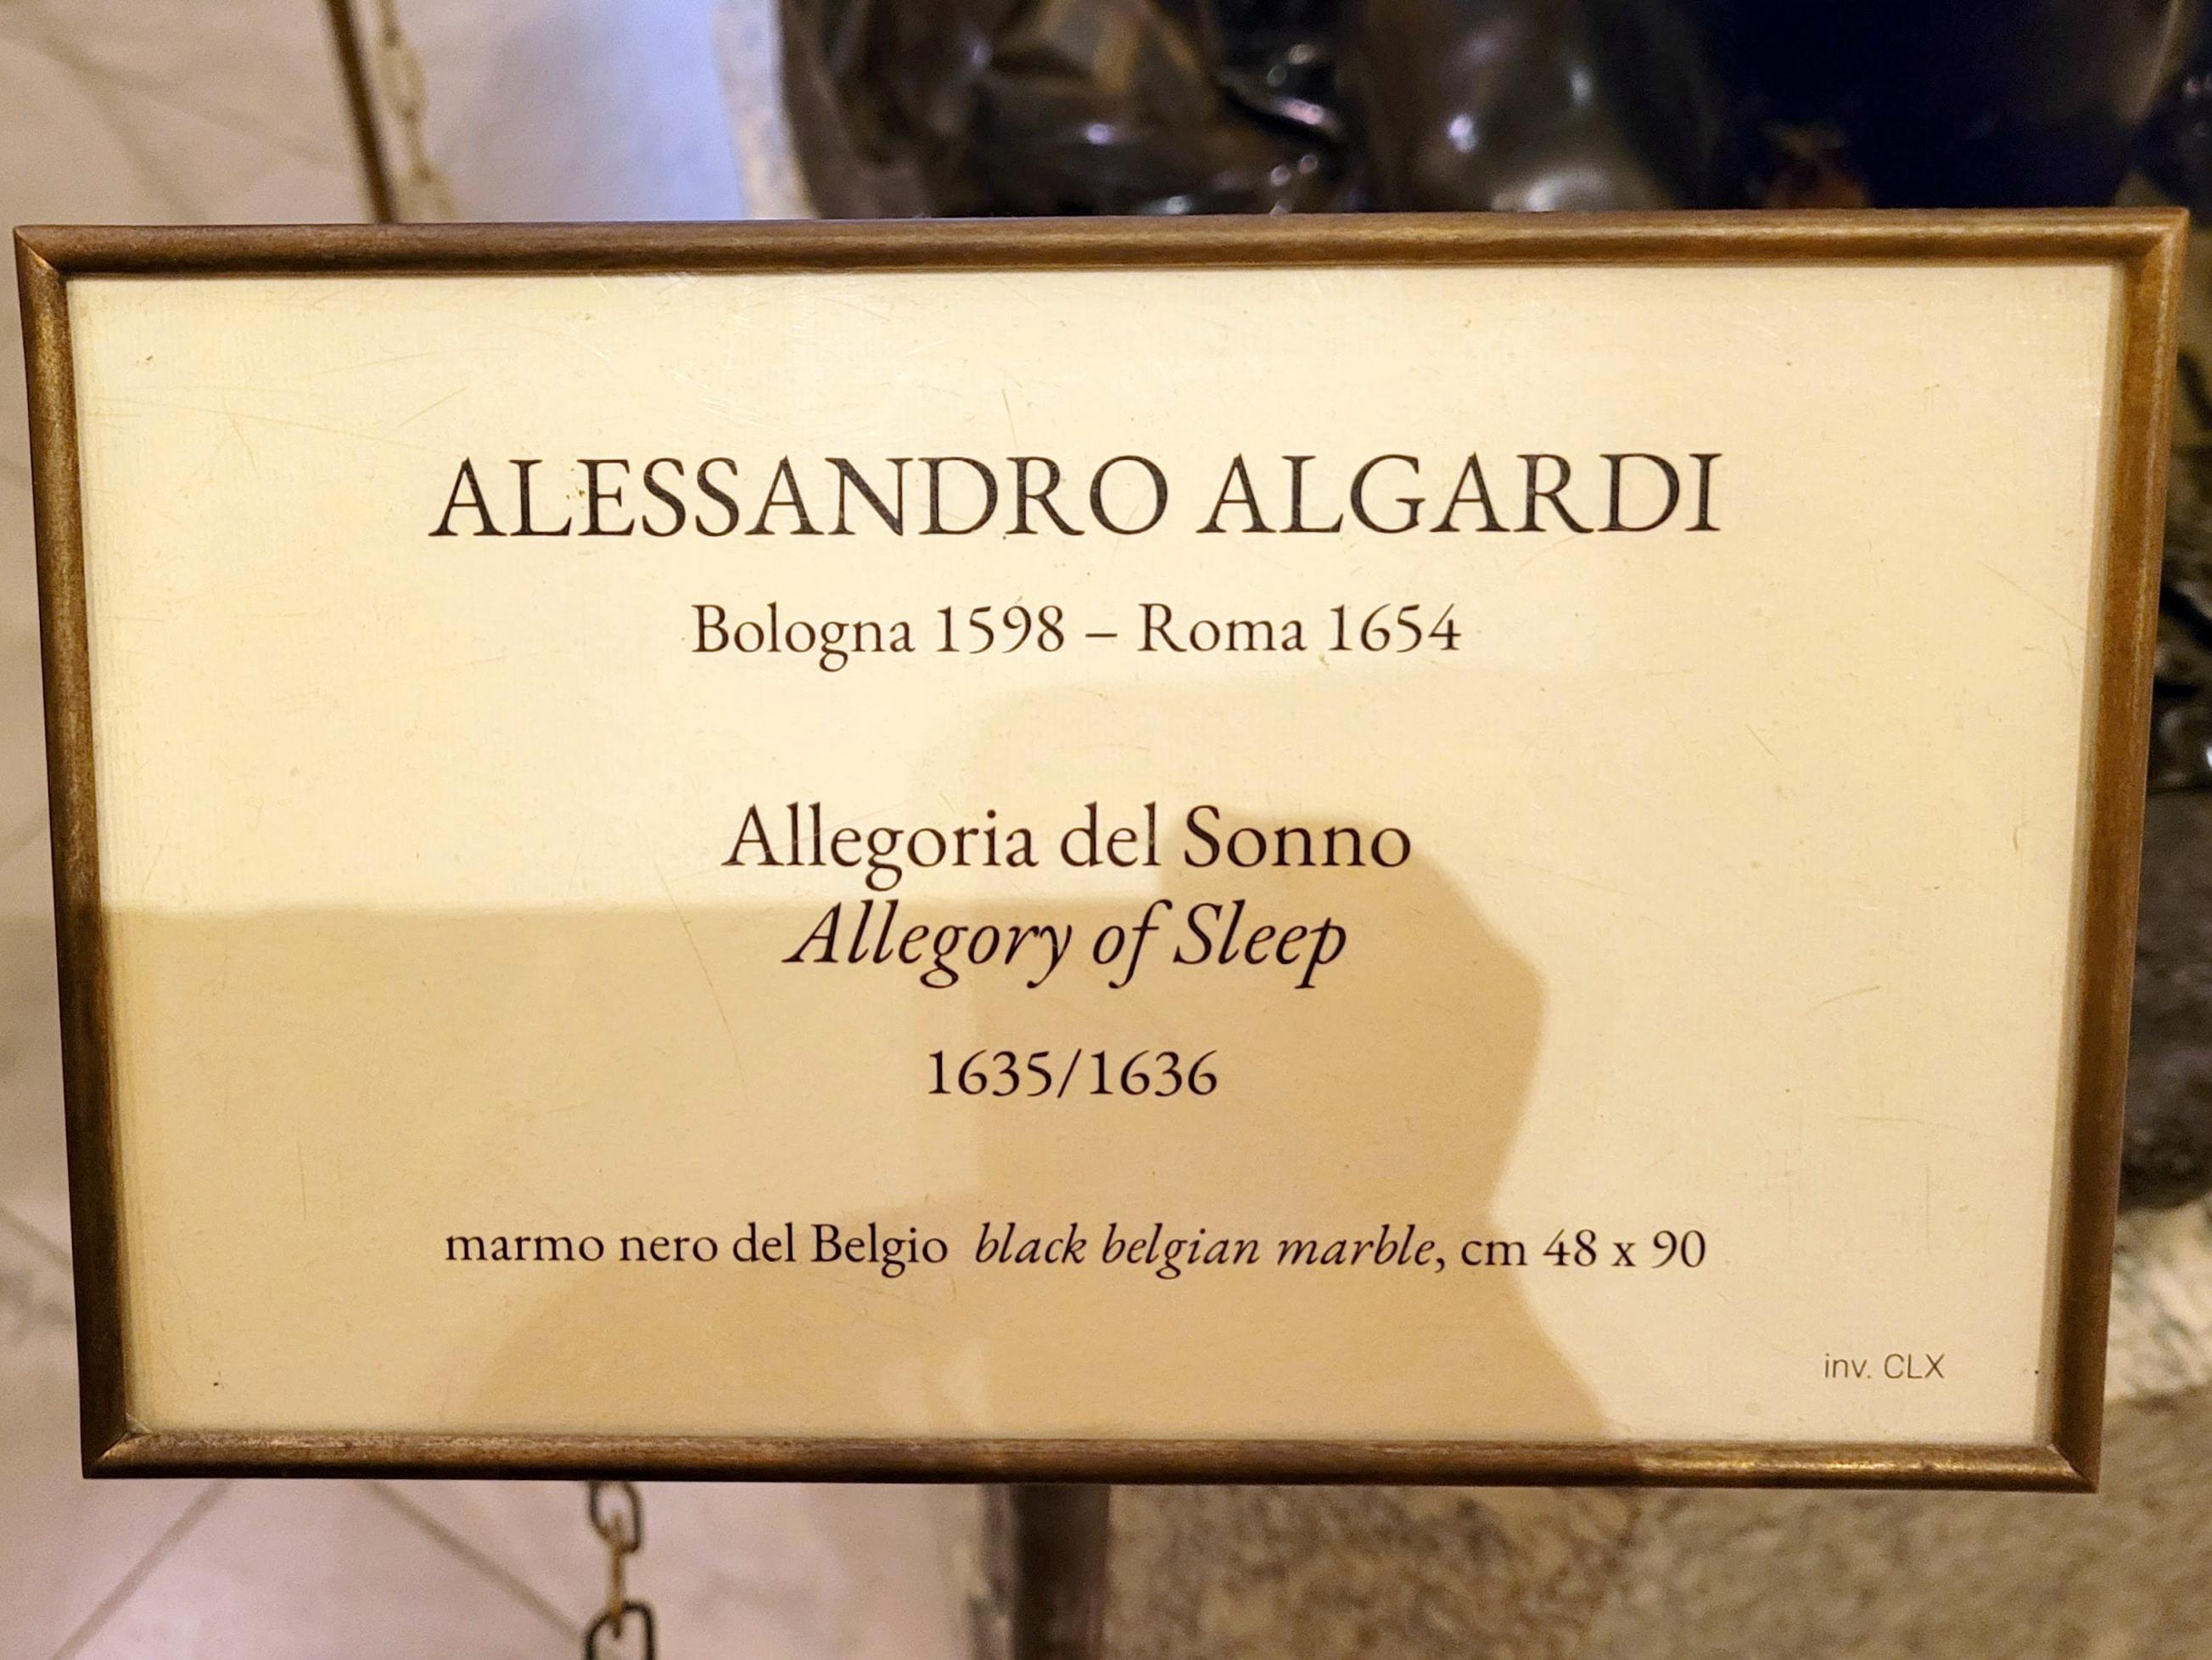 ALESSANDRO ALGARDI
Bologna 1598 – Roma 1654
Allegoria del Sonno
Allegory of Sleep
1635/1636
marmo nero del Belgio black belgian marble, cm 48 x 90
inv. CLX